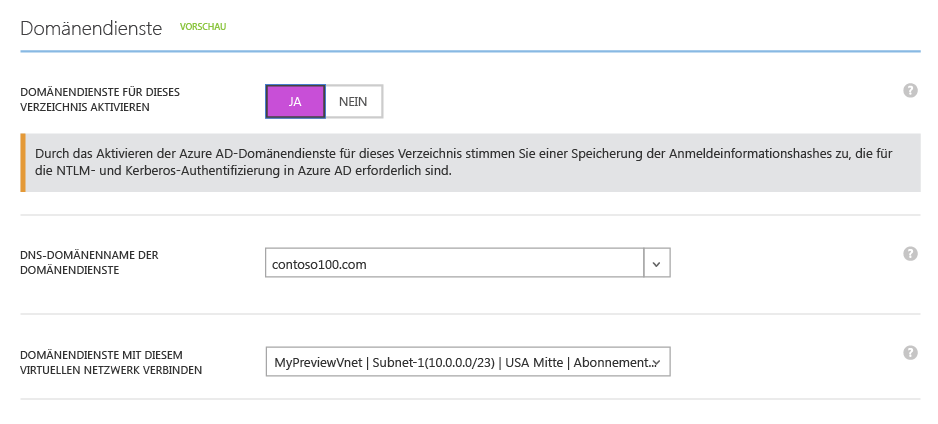 Domänendienste VORSCHAU
DOMÄNENDIENSTE FÜR DIESES
VERZEICHNIS AKTIVIEREN
JA NEIN
?
Durch das Aktivieren der Azure AD-Domänendienste für dieses Verzeichnis stimmen Sie einer Speicherung der Anmeldeinformationshashes zu, die für
die NTLM- und Kerberos-Authentifizierung in Azure AD erforderlich sind.
DNS-DOMÄNENNAME DER
DOMÄNENDIENSTE
contoso100.com
?
DOMÄNENDIENSTE MIT DIESEM
VIRTUELLEN NETZWERK VERBINDEN
MyPreviewVnet | Subnet-1(10.0.0.0/23) | USA Mitte | Abonnement...
?